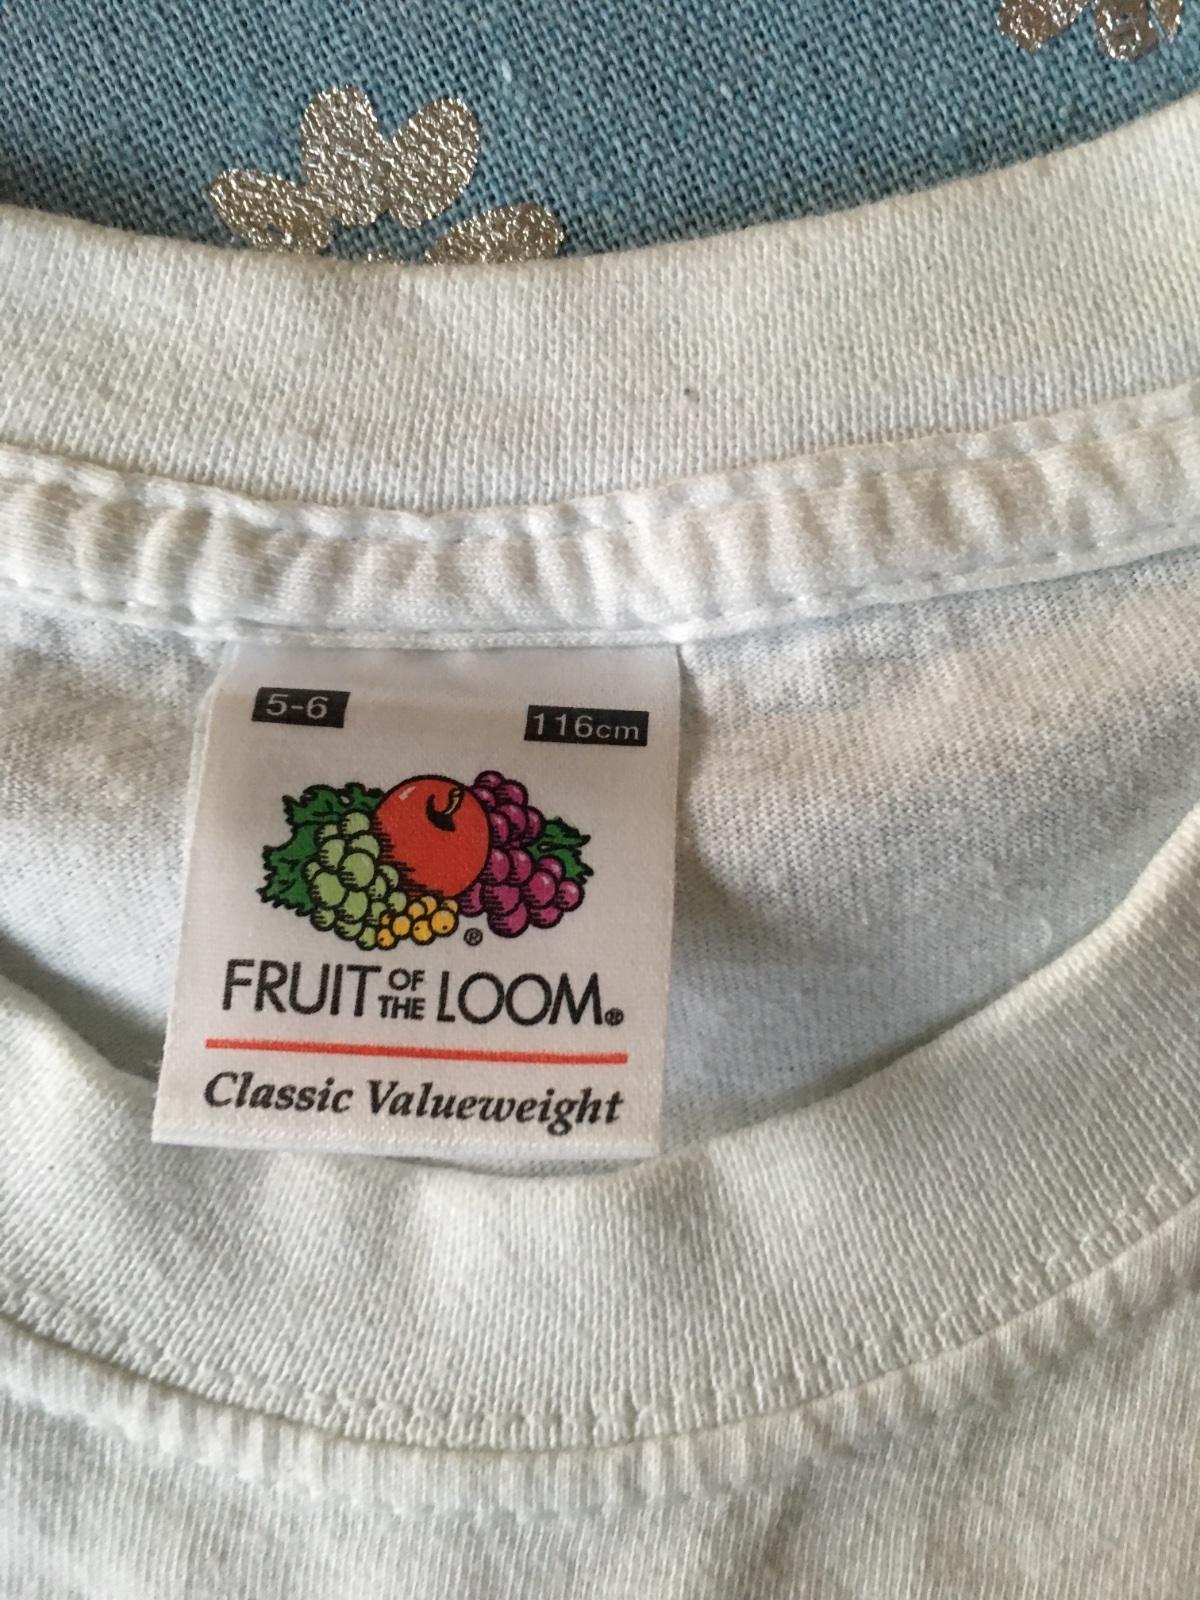 5-6 116cm
®
FRUIT OF THE LOOM®
Classic Valueweight